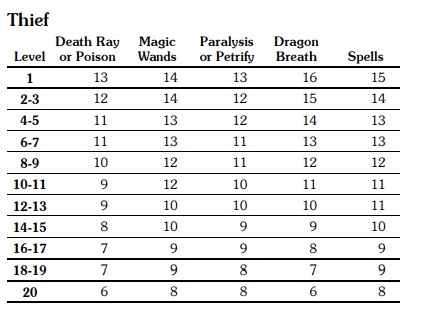 Thief
Death Ray Magic Paralysis Dragon
Level or Poison Wands or Petrify Breath Spells
1 13 14 13 16 15
2-3 12 14 12 15 14
4-5 11 13 12 14 13
6-7 11 13 11 13 13
8-9 10 12 11 12 12
10-11 9 12 10 11 11
12-13 9 10 10 10 11
14-15 8 10 9 9 10
16-17 7 9 9 8 9
18-19 7 9 8 7 9
20 6 8 8 6 8